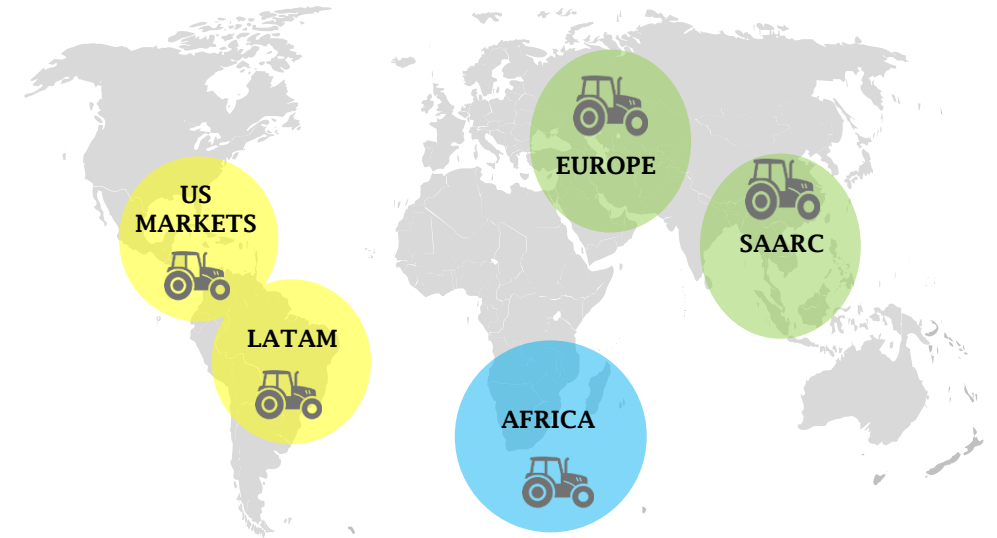 US
MARKETS
LATAM
EUROPE
SAARC
AFRICA